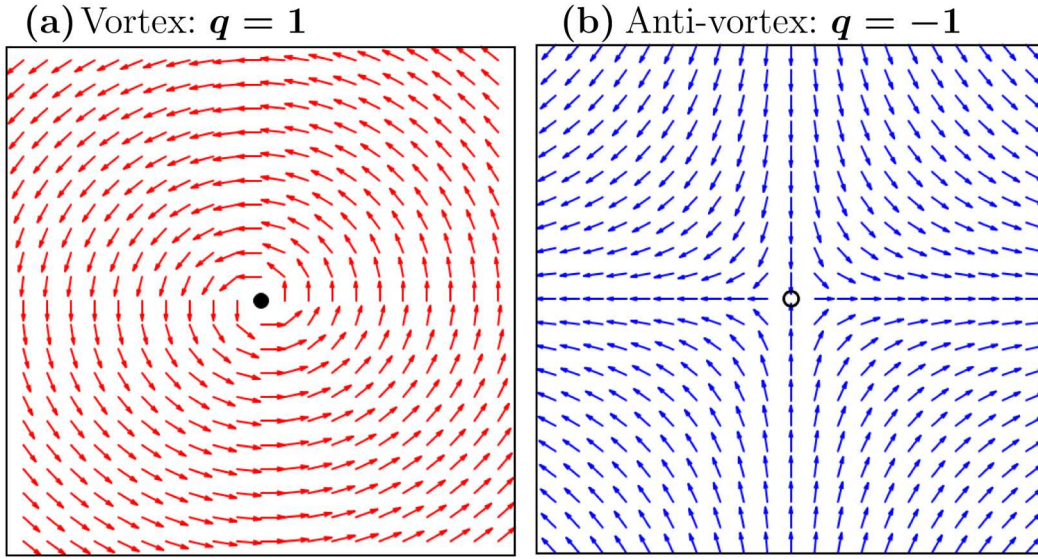 (a) Vortex: q = 1
(b) Anti-vortex: q = −1